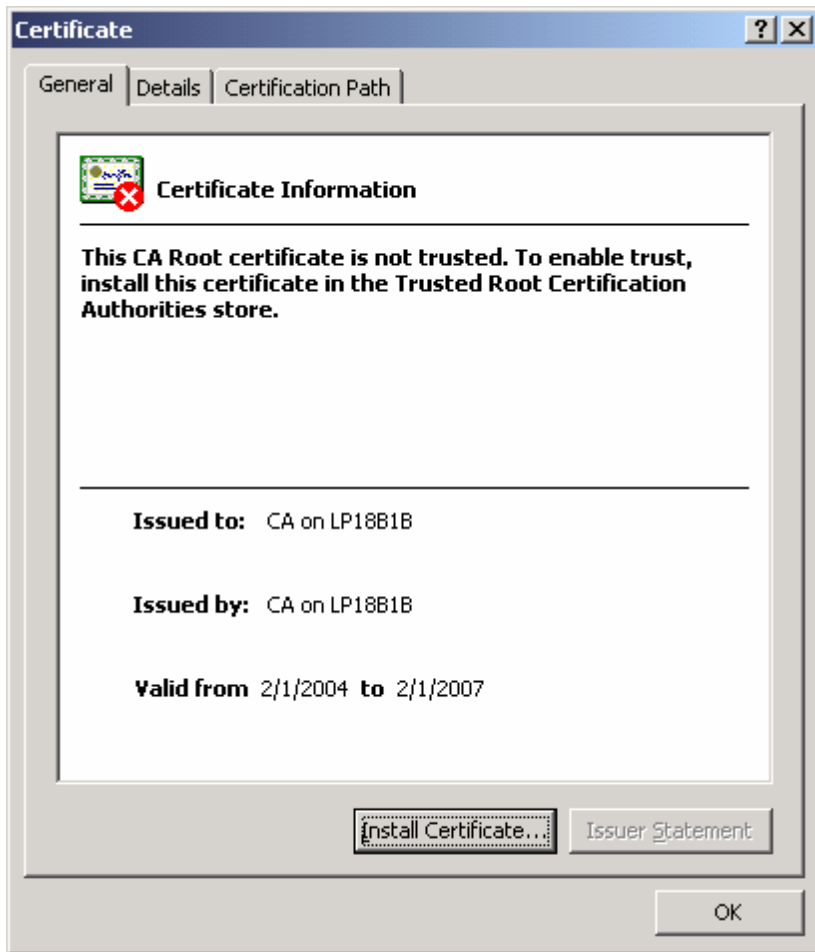 Certificate
General Details Certification Path
Certificate Information
This CA Root certificate is not trusted. To enable trust,
install this certificate in the Trusted Root Certification
Authorities store.
Issued to: CA on LP18B1B
Issued by: CA on LP18B1B
Valid from 2/1/2004 to 2/1/2007
Install Certificate... Issuer Statement
OK